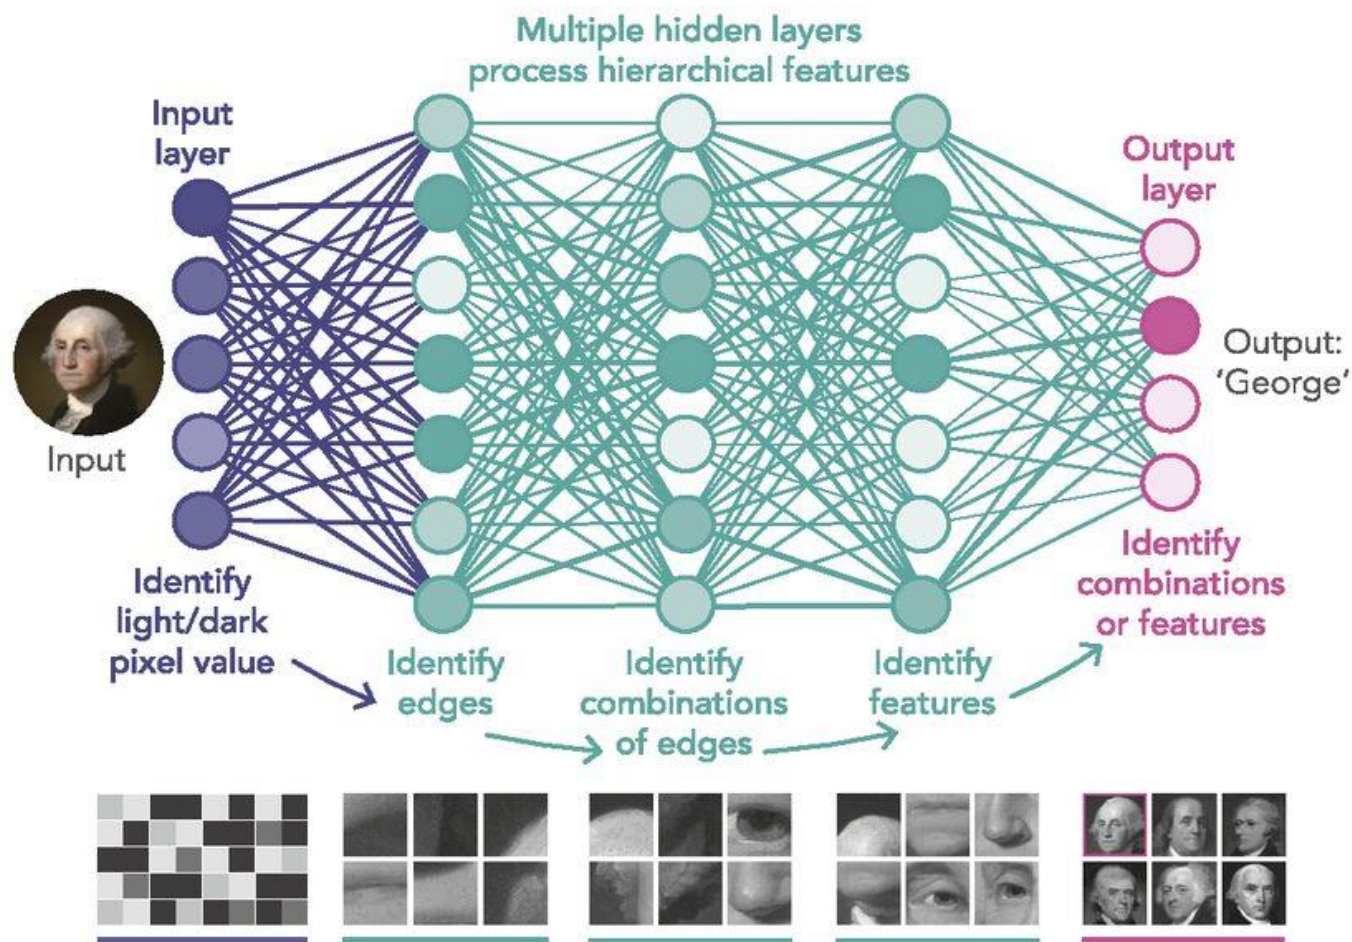 Multiple hidden layers
process hierarchical features
Input
layer
Output
layer
Input
Output:
‘George’
Identify
light/dark
pixel value
Identify
edges
Identify
combinations
of edges
Identify
features
Identify
combinations
or features